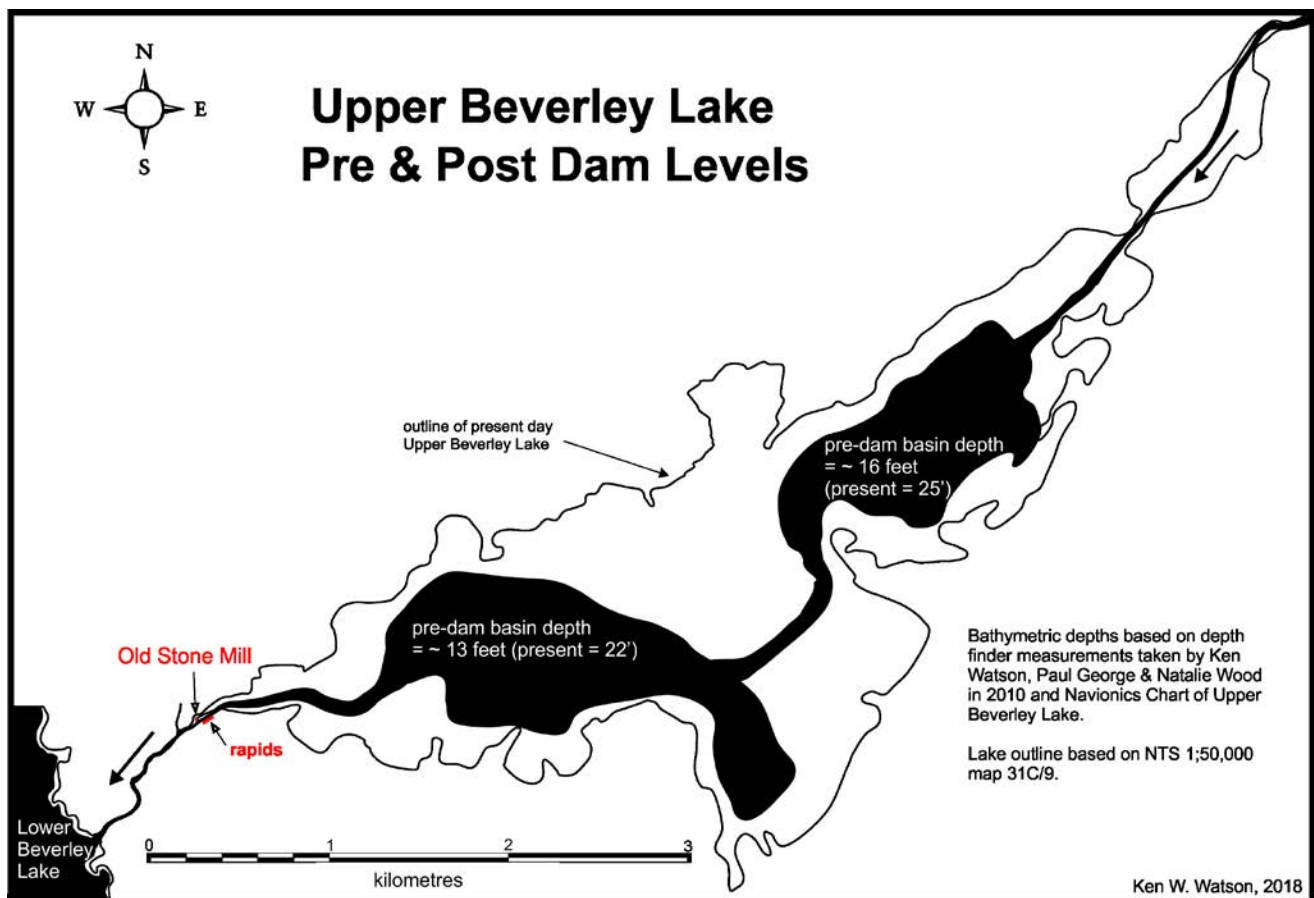 N
W E
S
Upper Beverley Lake
Pre & Post Dam Levels
outline of present day
Upper Beverley Lake
pre-dam basin depth
= ~ 16 feet
(present = 25')
pre-dam basin depth
= ~ 13 feet (present = 22')
Old Stone Mill
rapids
Lower
Beverley
Lake
0 1 2 3
kilometres
Bathymetric depths based on depth
finder measurements taken by Ken
Watson, Paul George & Natalie Wood
in 2010 and Navionics Chart of Upper
Beverley Lake.
Lake outline based on NTS 1;50,000
map 31C/9.
Ken W. Watson, 2018